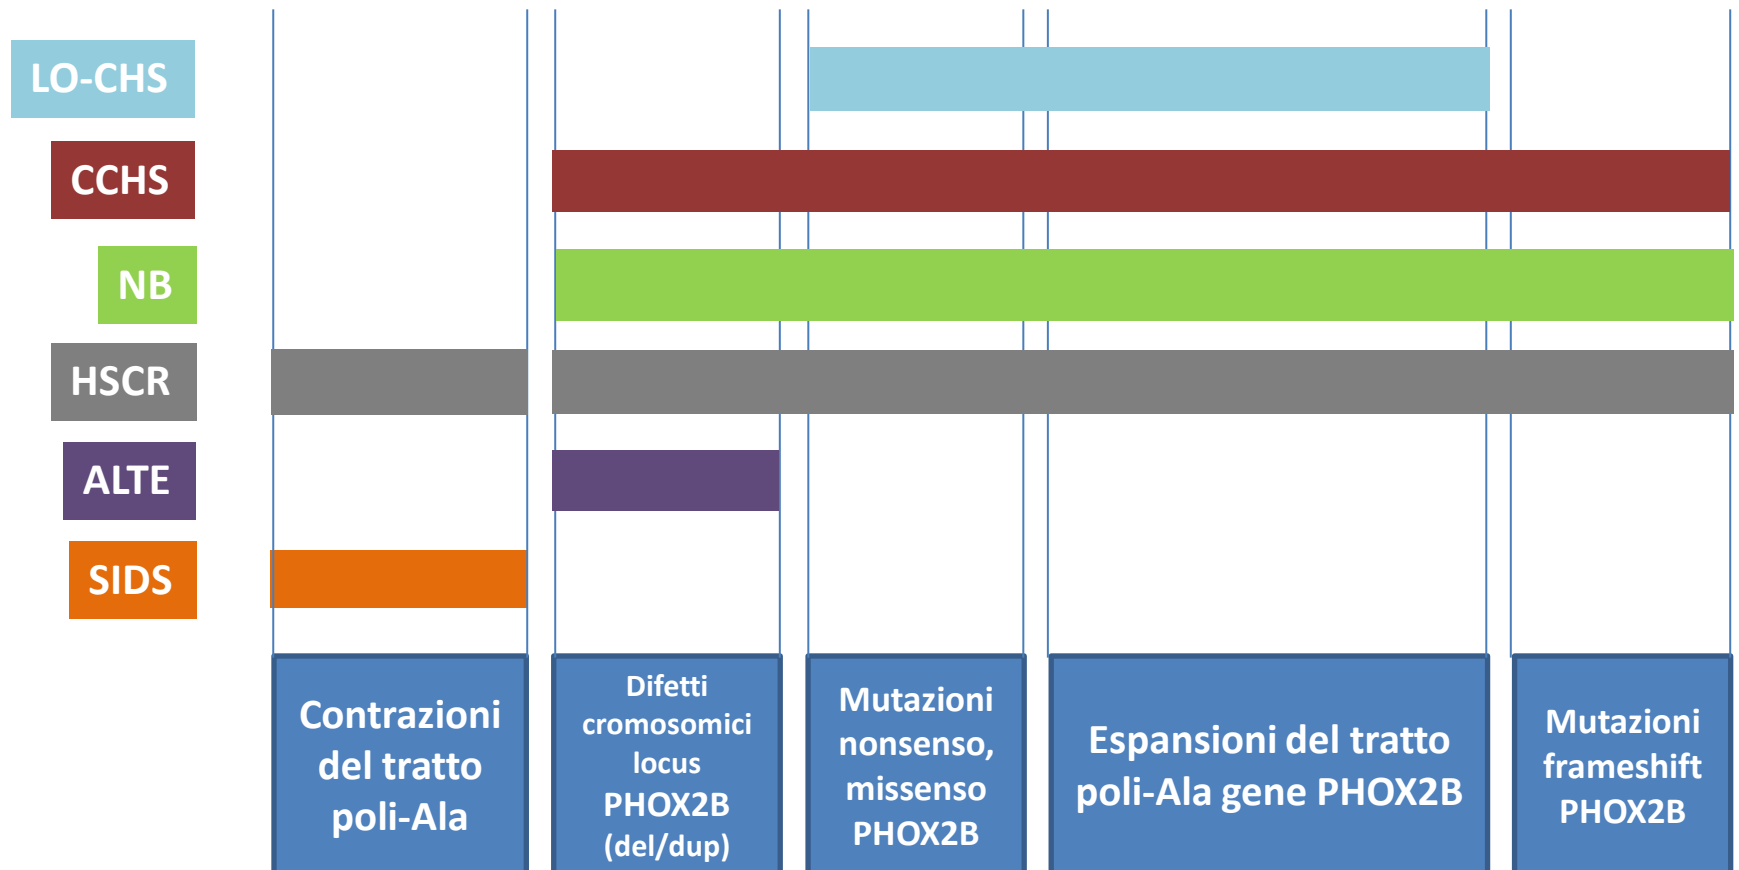 LO-CHS
CCHS
NB
HSCR
ALTE
SIDS
Contrazioni
del tratto
poli-Ala
Difetti
cromosomici
locus
PHOX2B
(del/dup)
Mutazioni
nonsenso,
missenso
PHOX2B
Espansioni del tratto
poli-Ala gene PHOX2B
Mutazioni
frameshift
PHOX2B